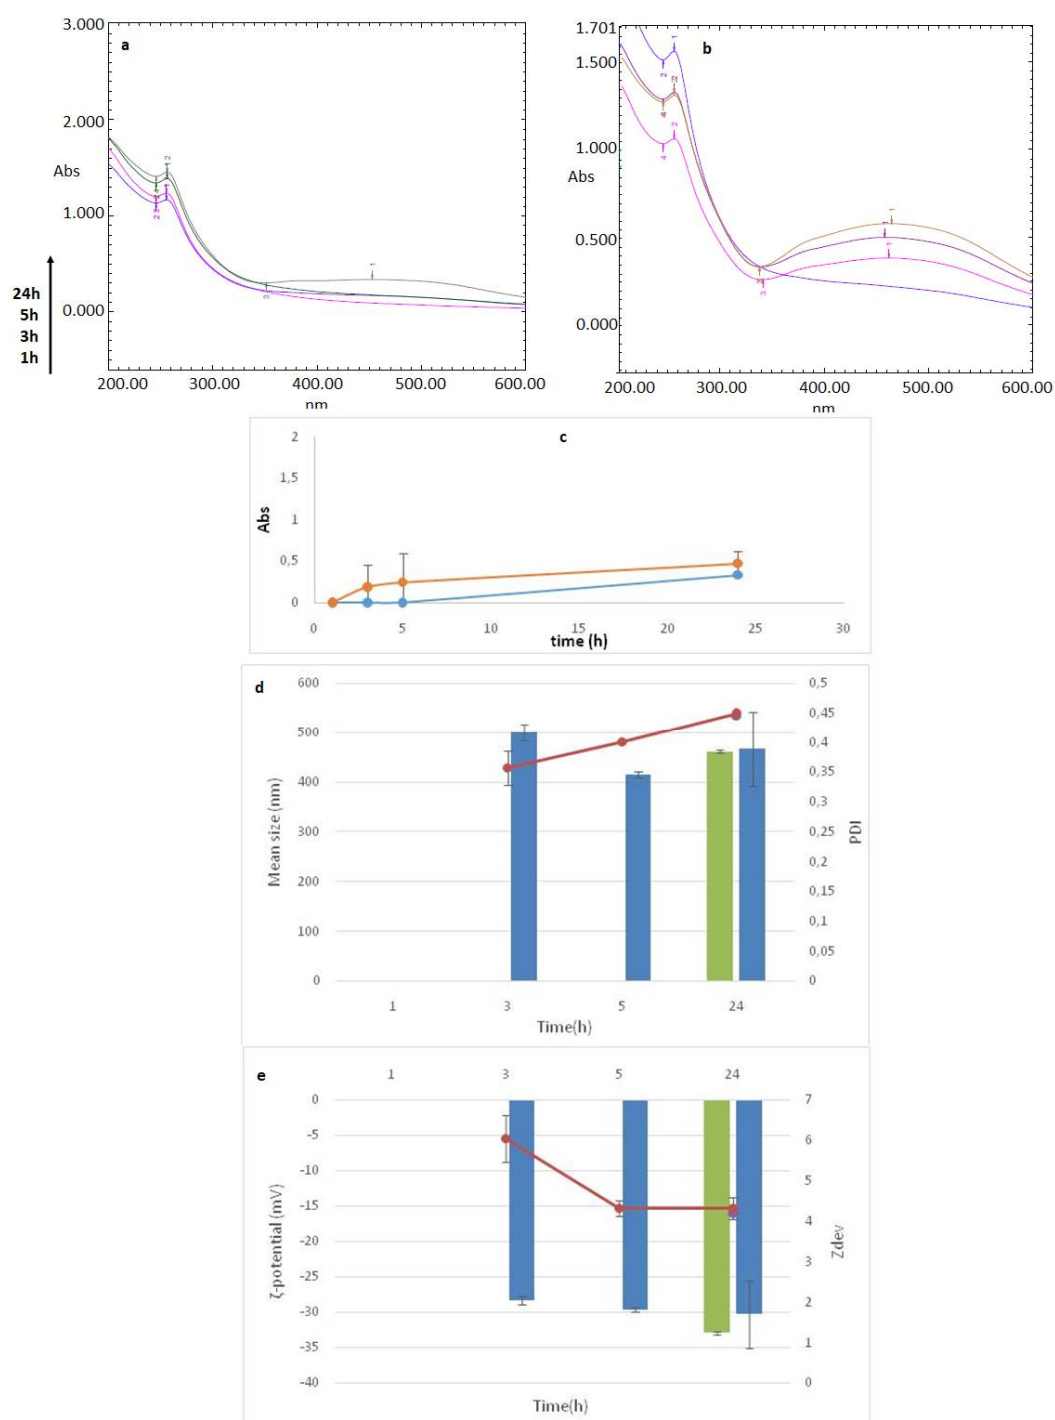 3.000
a
2.000
Abs
1.000
0.000
24h
5h
3h
1h
200.00 300.00 400.00 500.00 600.00
nm
1.701
b
1.500
1.000
Abs
0.500
0.000
200.00 300.00 400.00 500.00 600.00
nm
c
2
1,5
1
0,5
0
Abs
0 5 10 15 20 25 30
time (h)
d
600
500
400
300
200
100
0
Mean size (nm)
0,5
0,45
0,4
0,35
0,3
0,25
0,2
0,15
0,1
0,05
0
PDI
1 3 5 24
Time(h)
e
1 3 5 24
0
-5
-10
-15
-20
-25
-30
-35
-40
ζ-potential (mV)
7
6
5
4
3
2
1
0
Zdev
Time(h)